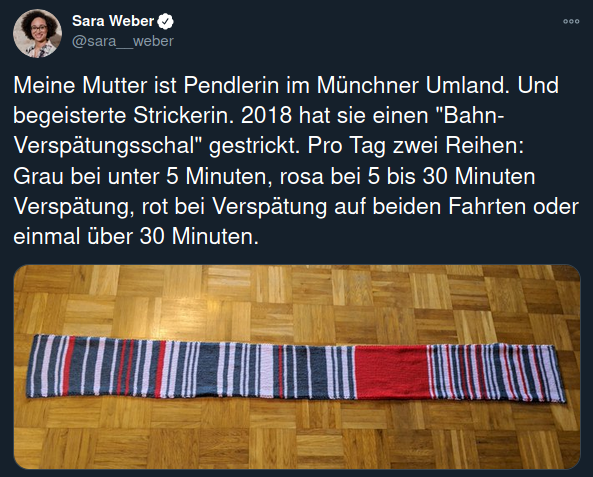 Sara Weber
@sara__weber
Meine Mutter ist Pendlerin im Münchner Umland. Und
begeisterte Strickerin. 2018 hat sie einen "Bahn-
Verspätungsschal" gestrickt. Pro Tag zwei Reihen:
Grau bei unter 5 Minuten, rosa bei 5 bis 30 Minuten
Verspätung, rot bei Verspätung auf beiden Fahrten oder
einmal über 30 Minuten.